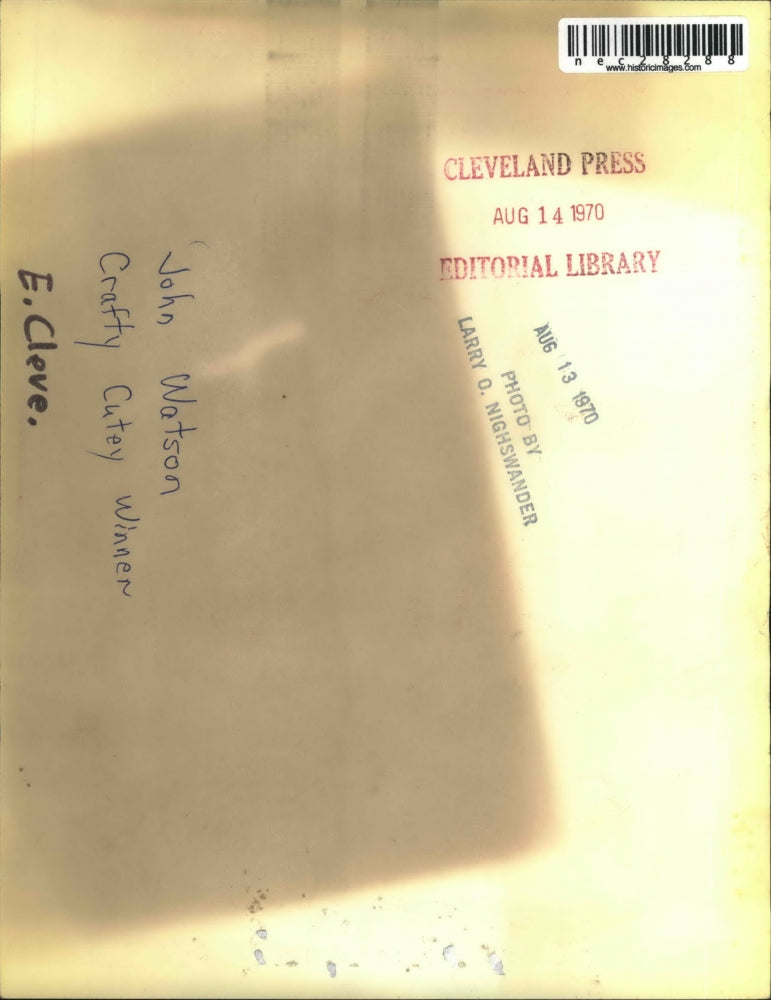 nec28288
www.historicimages.com
CLEVELAND PRESS
AUG 14 1970
EDITORIAL LIBRARY
AUG 13 1970
PHOTO BY
LARRY O. NIGHSWANDER
John Watson
Crafty Cutey Winner
E. Cleve.